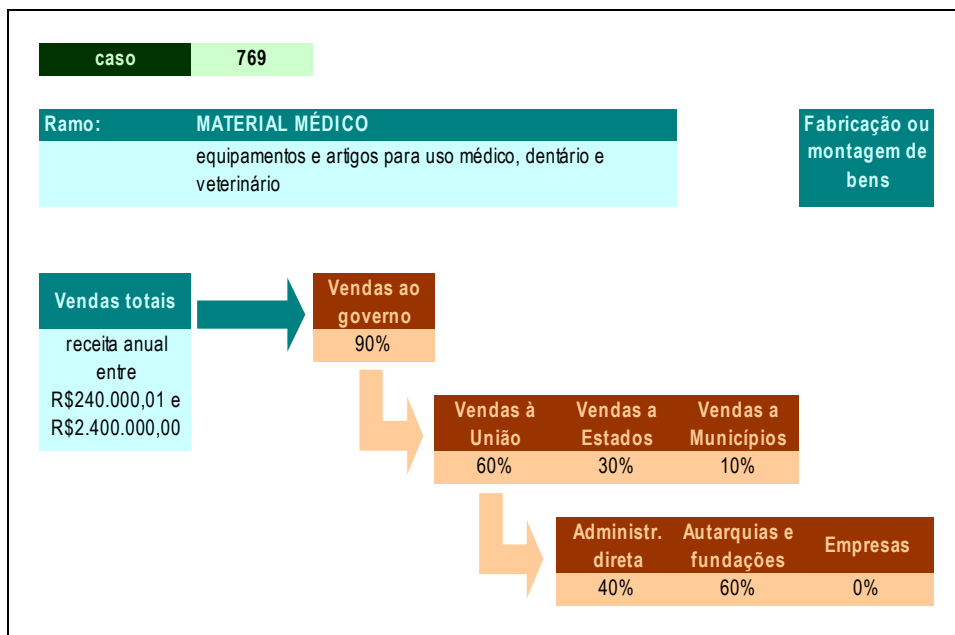 caso 769
Ramo: MATERIAL MÉDICO
equipamentos e artigos para uso médico, dentário e
veterinário
Fabricação ou
montagem de
bens
Vendas totais
receita anual
entre
R$240.000,01 e
R$2.400.000,00
Vendas ao
governo
90%
Vendas à
União
60%
Vendas a
Estados
30%
Vendas a
Municípios
10%
Administr.
direta
40%
Autarquias e
fundações
60%
Empresas
0%